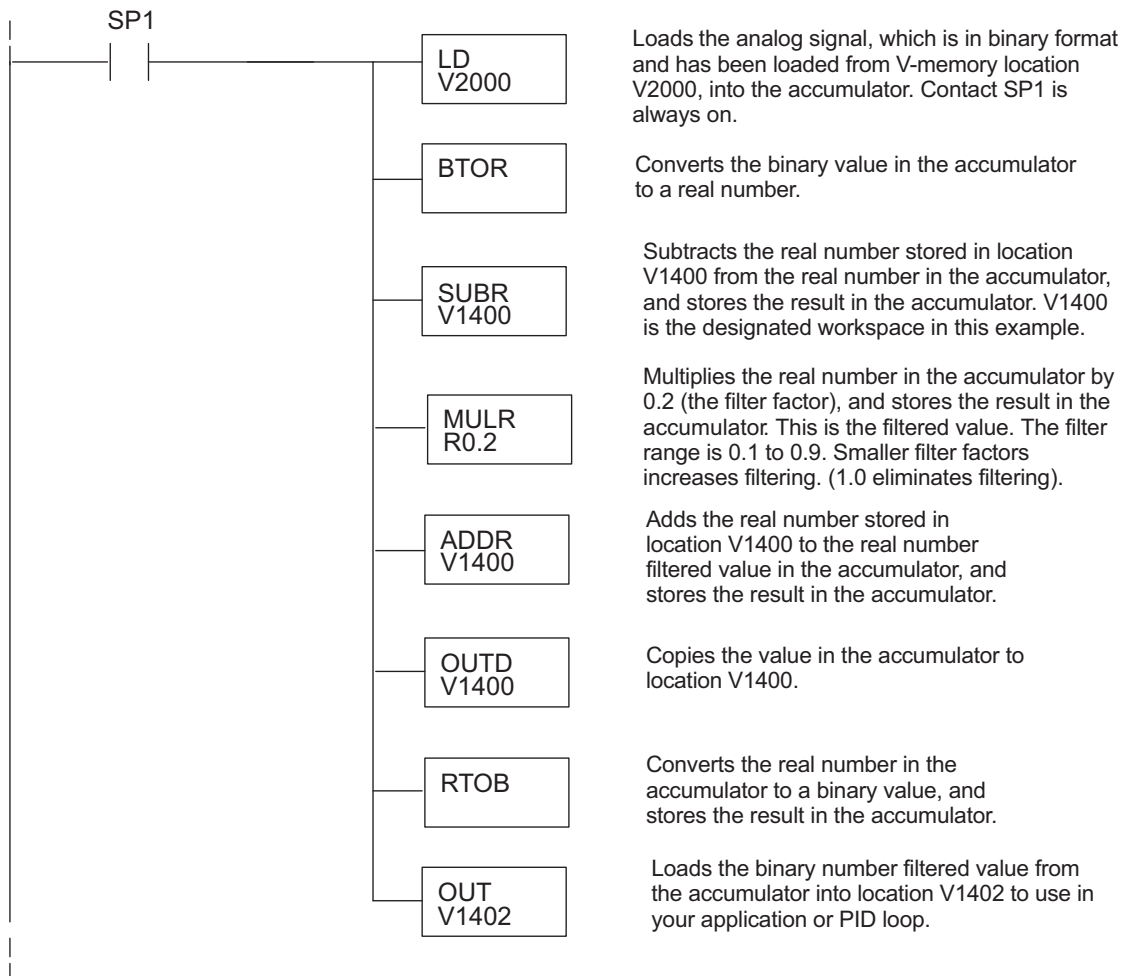 SP1
LD
V2000
Loads the analog signal, which is in binary format
and has been loaded from V-memory location
V2000, into the accumulator. Contact SP1 is
always on.
BTOR
Converts the binary value in the accumulator
to a real number.
SUBR
V1400
Subtracts the real number stored in location
V1400 from the real number in the accumulator,
and stores the result in the accumulator. V1400
is the designated workspace in this example.
MULR
R0.2
Multiplies the real number in the accumulator by
0.2 (the filter factor), and stores the result in the
accumulator. This is the filtered value. The filter
range is 0.1 to 0.9. Smaller filter factors
increases filtering. (1.0 eliminates filtering).
ADDR
V1400
Adds the real number stored in
location V1400 to the real number
filtered value in the accumulator, and
stores the result in the accumulator.
OUTD
V1400
Copies the value in the accumulator to
location V1400.
RTOB
Converts the real number in the
accumulator to a binary value, and
stores the result in the accumulator.
OUT
V1402
Loads the binary number filtered value from
the accumulator into location V1402 to use in
your application or PID loop.